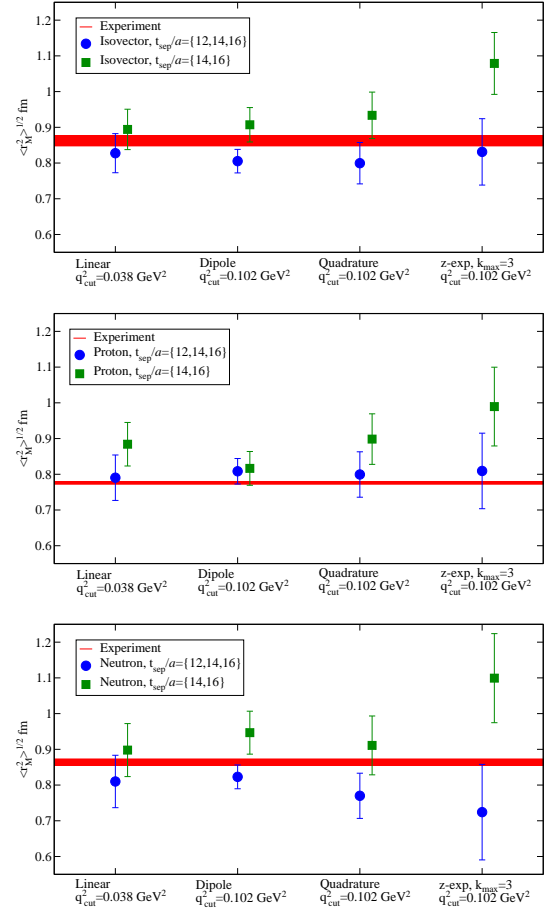 1.2
Experiment
Isovector, t_sep/a={12,14,16}
1.1
Isovector, t_sep/a={14,16}
<r²_M>^1/2 fm
1
0.9
0.8
0.7
0.6
Linear Dipole Quadrature z-exp, k_max=3
q²_cut=0.038 GeV² q²_cut=0.102 GeV² q²_cut=0.102 GeV² q²_cut=0.102 GeV²
1.2
Experiment
Proton, t_sep/a={12,14,16}
1.1
Proton, t_sep/a={14,16}
<r²_M>^1/2 fm
1
0.9
0.8
0.7
0.6
Linear Dipole Quadrature z-exp, k_max=3
q²_cut=0.038 GeV² q²_cut=0.102 GeV² q²_cut=0.102 GeV² q²_cut=0.102 GeV²
1.2
Experiment
Neutron, t_sep/a={12,14,16}
1.1
Neutron, t_sep/a={14,16}
<r²_M>^1/2 fm
1
0.9
0.8
0.7
0.6
Linear Dipole Quadrature z-exp, k_max=3
q²_cut=0.038 GeV² q²_cut=0.102 GeV² q²_cut=0.102 GeV² q²_cut=0.102 GeV²